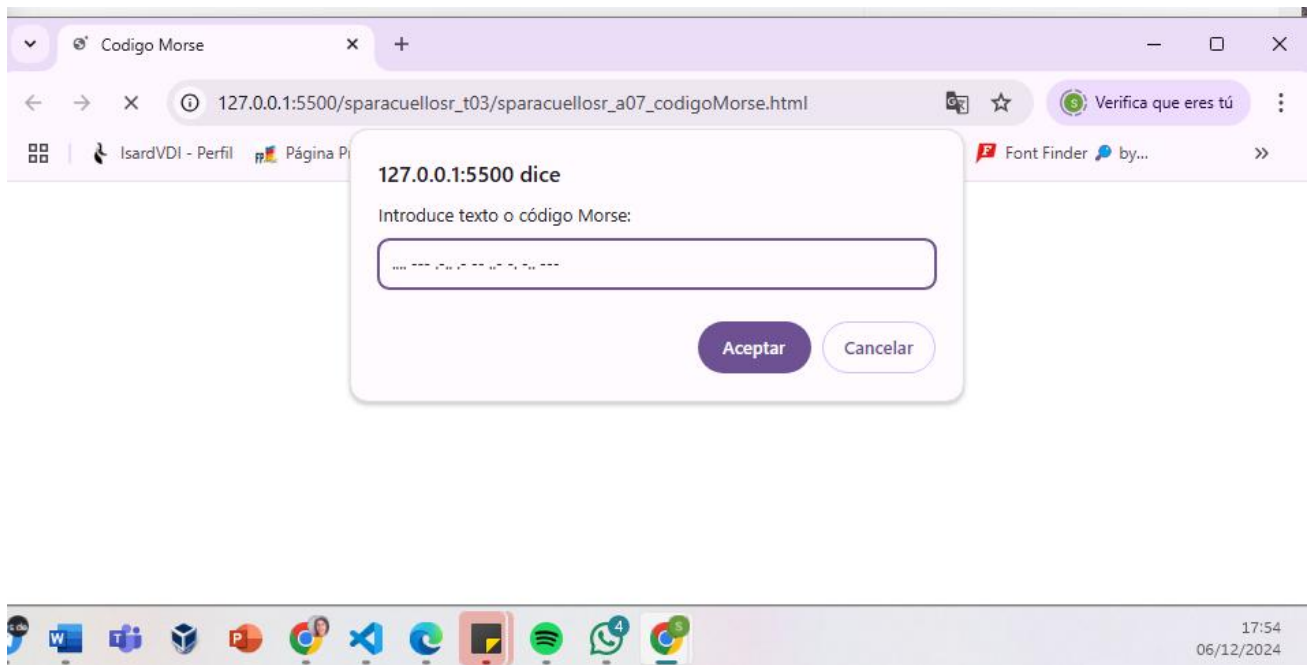 Codigo Morse
127.0.0.1:5500/sparacuellosr_t03/sparacuellosr_a07_codigoMorse.html
Verifica que eres tú
IsardVDI - Perfil
Página
Font Finder
by...
127.0.0.1:5500 dice
Introduce texto o código Morse:
.... --- .-.. .- -- ..- -. -.. ---
Aceptar
Cancelar
4
17:54
06/12/2024